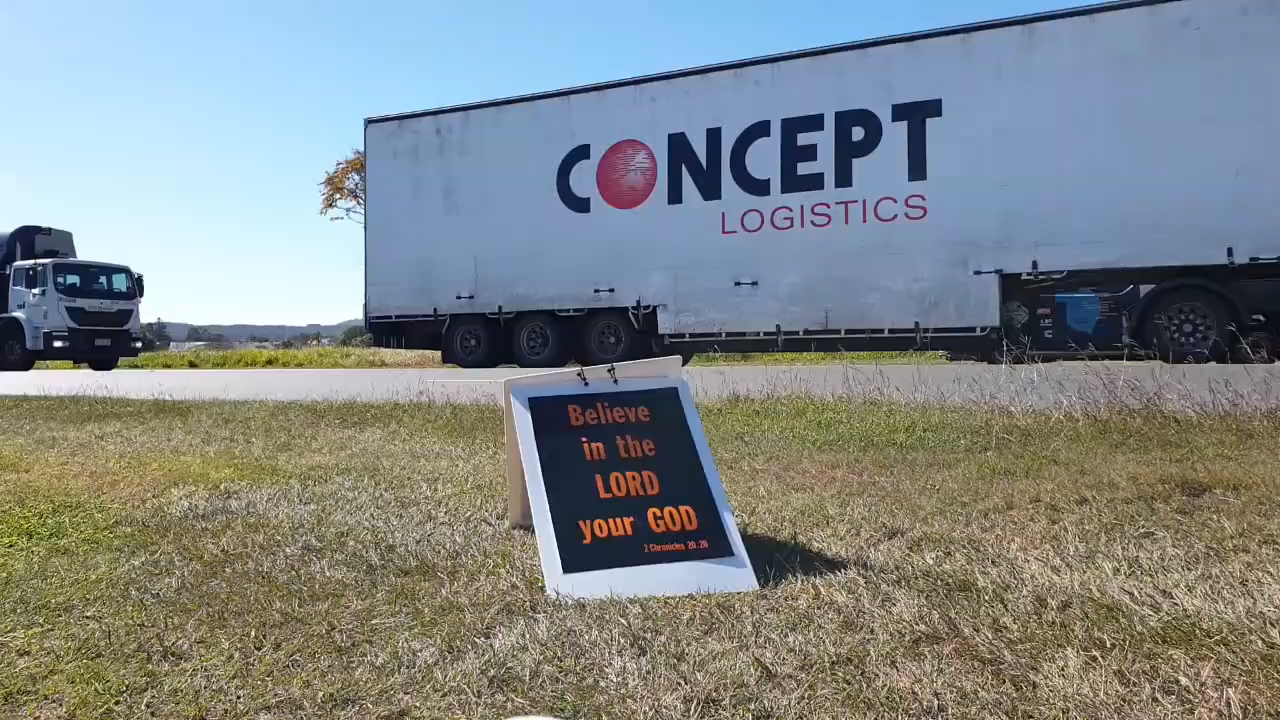 CONCEPT
LOGISTICS
Believe
in the
LORD
your GOD
2 Chronicles 20.20